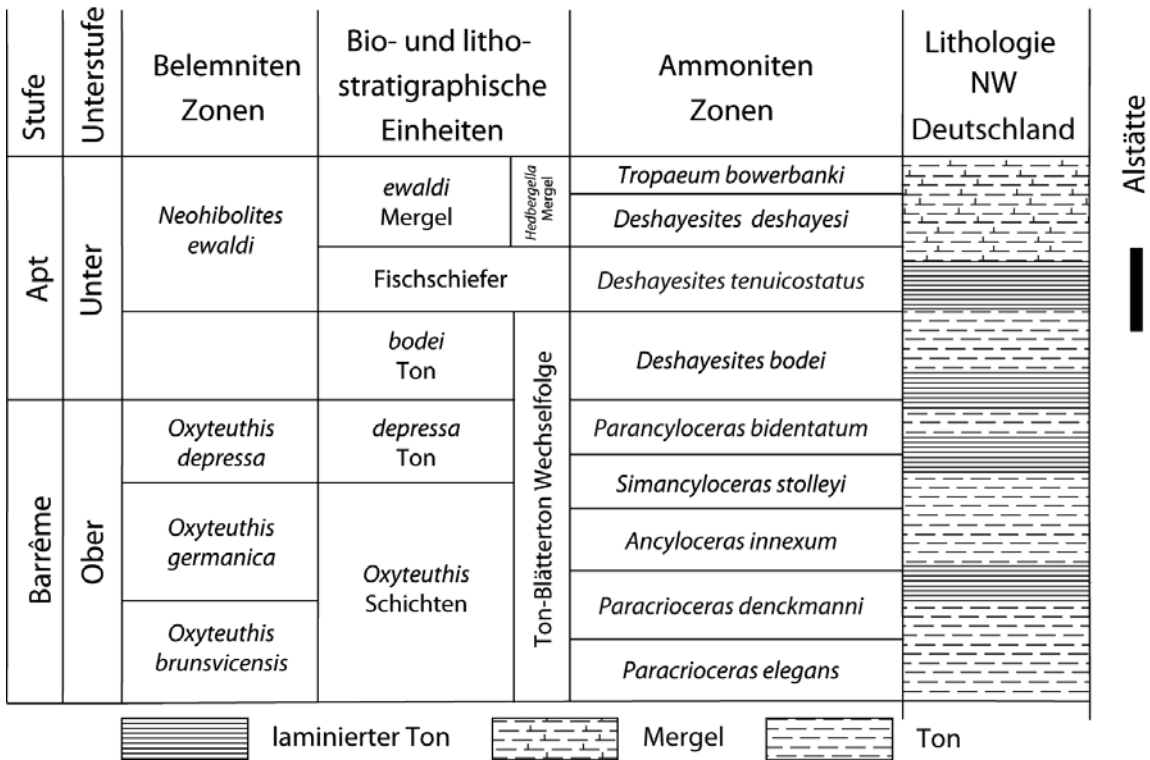 Stufe
Unterstufe
Belemniten
Zonen
Bio- und litho-
stratigraphische
Einheiten
Ammoniten
Zonen
Lithologie
NW
Deutschland
Alstätte
Apt
Unter
Neohibolites
ewaldi
ewaldi
Mergel
Hedbergella
Mergel
Tropaeum bowerbanki
Deshayesites deshayesi
Fischschiefer
Deshayesites tenuicostatus
bodei
Ton
Ton-Blätterton Wechselfolge
Deshayesites bodei
Barrême
Ober
Oxyteuthis
depressa
depressa
Ton
Parancyloceras bidentatum
Simancyloceras stolleyi
Oxyteuthis
germanica
Oxyteuthis
Schichten
Ancyloceras innexum
Paracrioceras denckmanni
Oxyteuthis
brunsvicensis
Paracrioceras elegans
laminierter Ton
Mergel
Ton